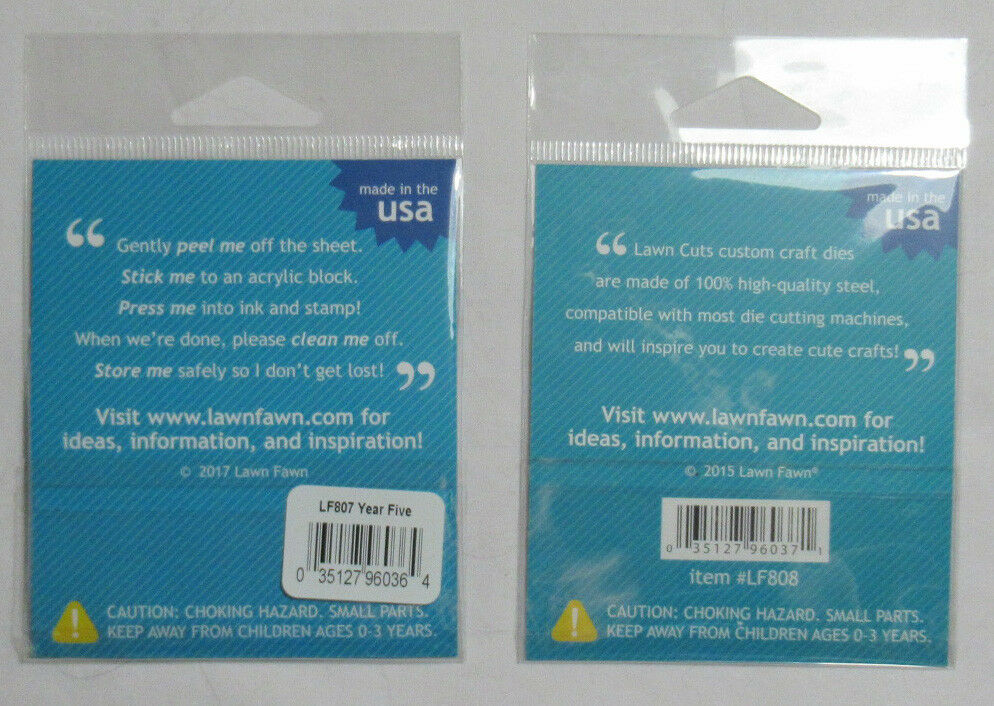 made in the
usa
“ Gently peel me off the sheet.
Stick me to an acrylic block.
Press me into ink and stamp!
When we’re done, please clean me off.
Store me safely so I don’t get lost! ”
Visit www.lawnfawn.com for
ideas, information, and inspiration!
© 2017 Lawn Fawn
LF807 Year Five
0 35127 96036 4
CAUTION: CHOKING HAZARD. SMALL PARTS.
KEEP AWAY FROM CHILDREN AGES 0-3 YEARS.
made in the
usa
“ Lawn Cuts custom craft dies
are made of 100% high-quality steel,
compatible with most die cutting machines,
and will inspire you to create cute crafts! ”
Visit www.lawnfawn.com for
ideas, information, and inspiration!
© 2015 Lawn Fawn®
0 35127 96037 1
item #LF808
CAUTION: CHOKING HAZARD. SMALL PARTS.
KEEP AWAY FROM CHILDREN AGES 0-3 YEARS.